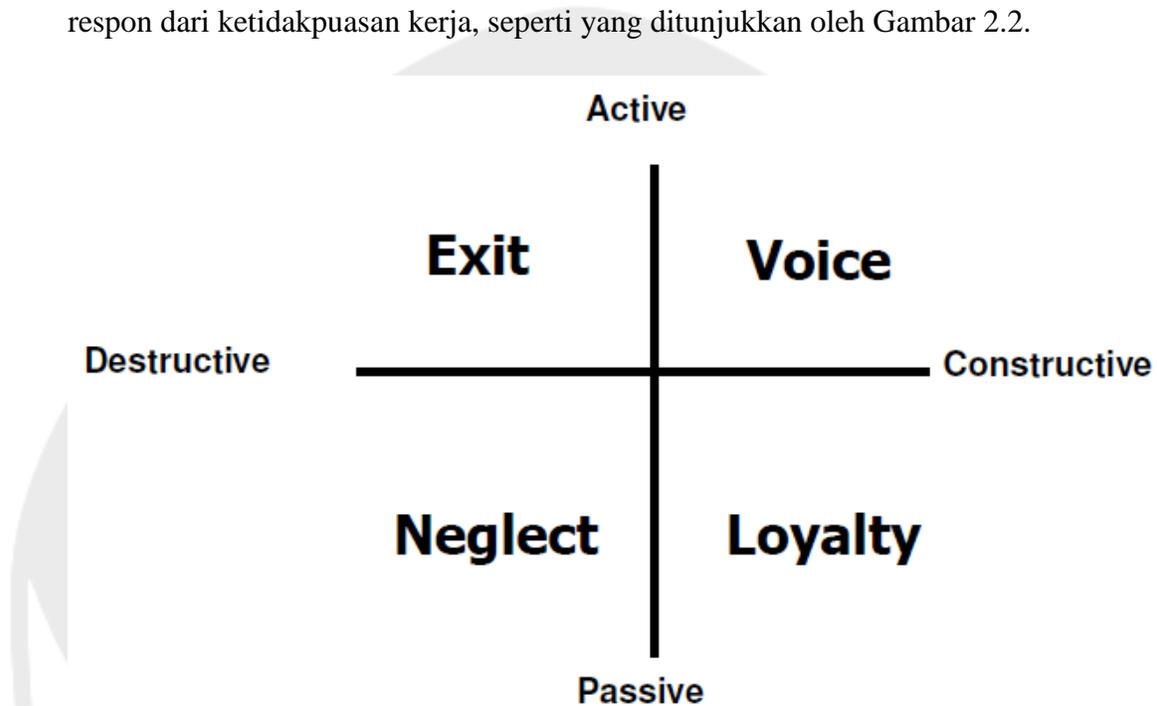 respon dari ketidakpuasan kerja, seperti yang ditunjukkan oleh Gambar 2.2.
Active
Exit Voice
Destructive Constructive
Neglect Loyalty
Passive